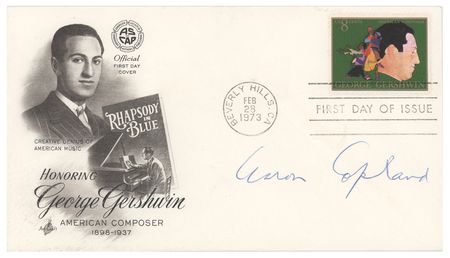 ASCAP
Official
FIRST DAY
COVER
8 CENTS
GEORGE GERSHWIN
BEVERLY HILLS, CA
FEB
28
1973
FIRST DAY OF ISSUE
RHAPSODY
IN
BLUE
CREATIVE GENIUS OF
AMERICAN MUSIC
HONORING
George Gershwin
AMERICAN COMPOSER
1898-1937
Aaron Copland